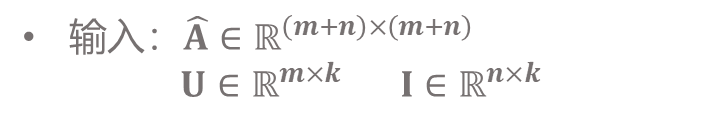 • 输入：Â ∈ ℝ^(m+n)×(m+n)
U ∈ ℝ^m×k I ∈ ℝ^n×k